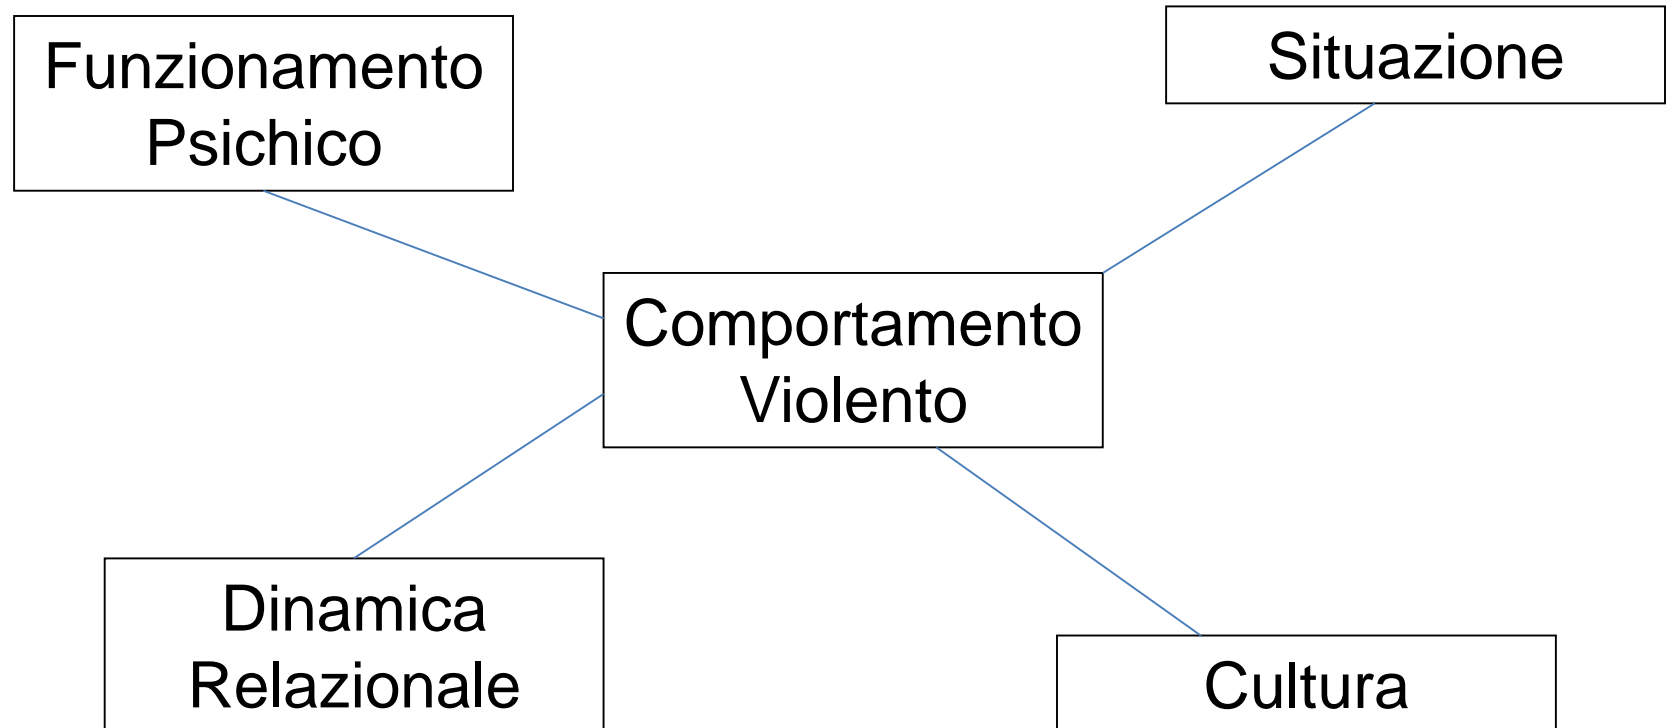 Funzionamento
Psichico
Situazione
Comportamento
Violento
Dinamica
Relazionale
Cultura